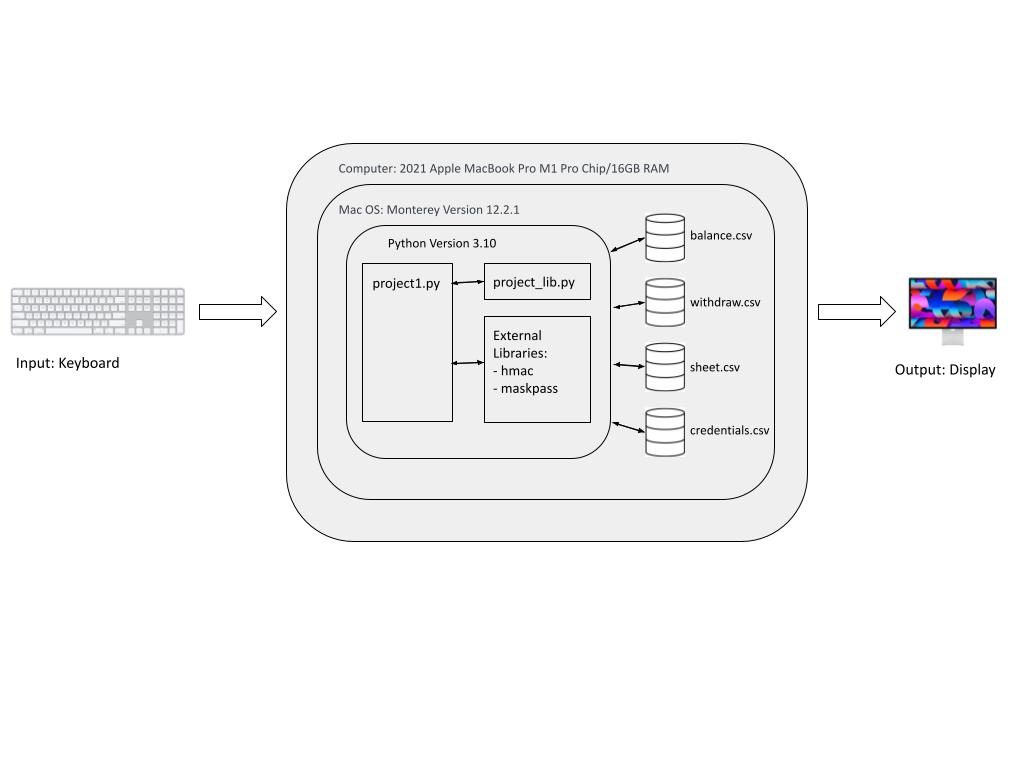 Computer: 2021 Apple MacBook Pro M1 Pro Chip/16GB RAM
Mac OS: Monterey Version 12.2.1
Python Version 3.10
project1.py
project_lib.py
External
Libraries:
- hmac
- maskpass
balance.csv
withdraw.csv
sheet.csv
credentials.csv
Input: Keyboard
Output: Display